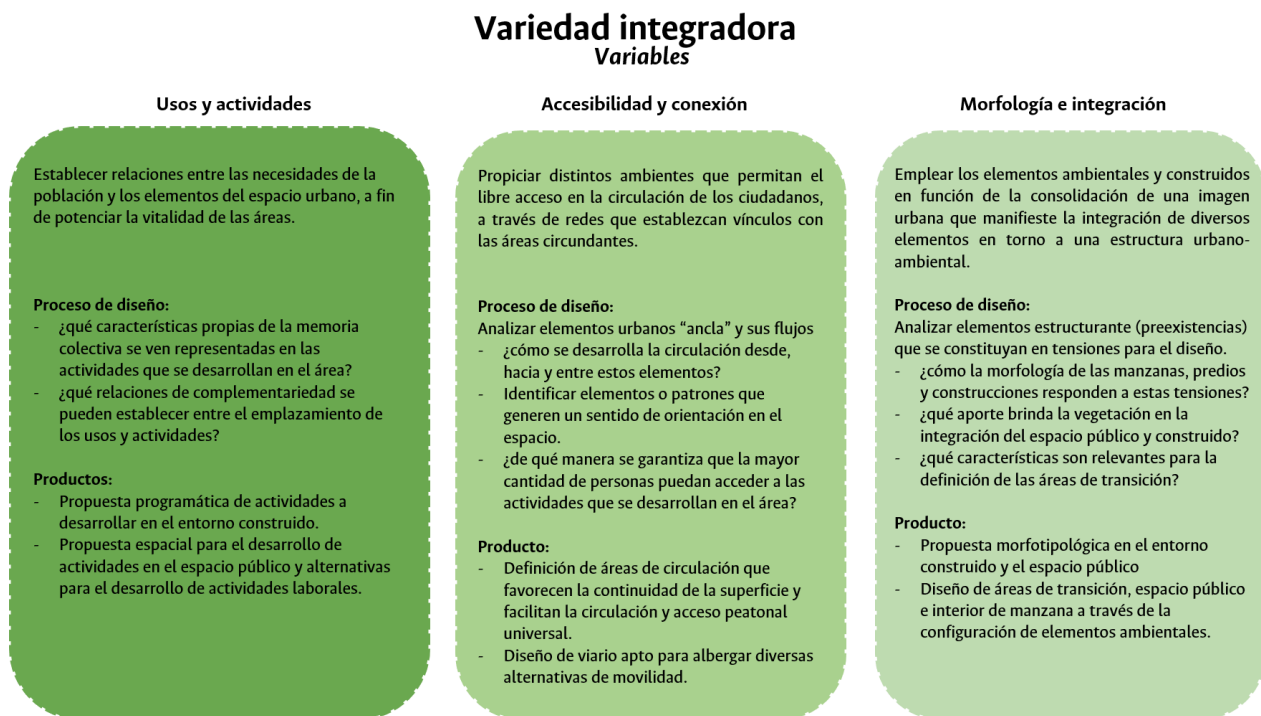 Variedad integradora
Variables
Usos y actividades
Establecer relaciones entre las necesidades de la
población y los elementos del espacio urbano, a fin
de potenciar la vitalidad de las áreas.
Proceso de diseño:
- ¿qué características propias de la memoria
colectiva se ven representadas en las
actividades que se desarrollan en el área?
- ¿qué relaciones de complementariedad se
pueden establecer entre el emplazamiento de
los usos y actividades?
Productos:
- Propuesta programática de actividades a
desarrollar en el entorno construido.
- Propuesta espacial para el desarrollo de
actividades en el espacio público y alternativas
para el desarrollo de actividades laborales.
Accesibilidad y conexión
Propiciar distintos ambientes que permitan el
libre acceso en la circulación de los ciudadanos,
a través de redes que establezcan vínculos con
las áreas circundantes.
Proceso de diseño:
Analizar elementos urbanos “ancla” y sus flujos
- ¿cómo se desarrolla la circulación desde,
hacia y entre estos elementos?
- Identificar elementos o patrones que
generen un sentido de orientación en el
espacio.
- ¿de qué manera se garantiza que la mayor
cantidad de personas puedan acceder a las
actividades que se desarrollan en el área?
Producto:
- Definición de áreas de circulación que
favorecen la continuidad de la superficie y
facilitan la circulación y acceso peatonal
universal.
- Diseño de viario apto para albergar diversas
alternativas de movilidad.
Morfología e integración
Emplear los elementos ambientales y construidos
en función de la consolidación de una imagen
urbana que manifieste la integración de diversos
elementos en torno a una estructura urbano-
ambiental.
Proceso de diseño:
Analizar elementos estructurante (preexistencias)
que se constituyan en tensiones para el diseño.
- ¿cómo la morfología de las manzanas, predios
y construcciones responden a estas tensiones?
- ¿qué aporte brinda la vegetación en la
integración del espacio público y construido?
- ¿qué características son relevantes para la
definición de las áreas de transición?
Producto:
- Propuesta morfotipológica en el entorno
construido y el espacio público
- Diseño de áreas de transición, espacio público
e interior de manzana a través de la
configuración de elementos ambientales.